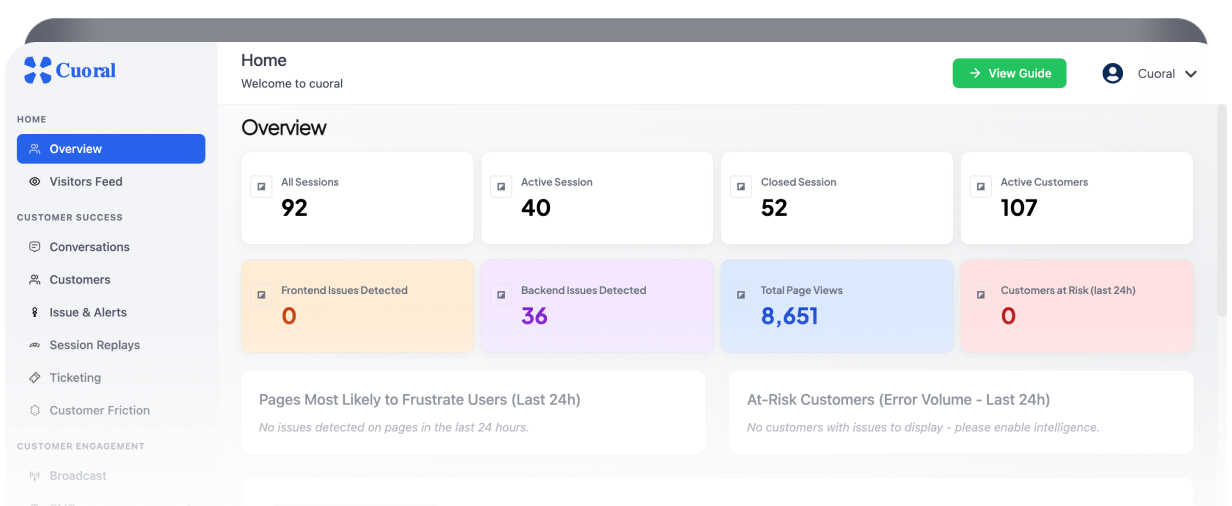 Cuoral
HOME
Overview
Visitors Feed
CUSTOMER SUCCESS
Conversations
Customers
Issue & Alerts
Session Replays
Ticketing
Customer Friction
CUSTOMER ENGAGEMENT
Broadcast
Home
Welcome to cuoral
View Guide
Cuoral
Overview
All Sessions
92
Active Session
40
Closed Session
52
Active Customers
107
Frontend Issues Detected
0
Backend Issues Detected
36
Total Page Views
8,651
Customers at Risk (last 24h)
0
Pages Most Likely to Frustrate Users (Last 24h)
No issues detected on pages in the last 24 hours.
At-Risk Customers (Error Volume - Last 24h)
No customers with issues to display - please enable intelligence.